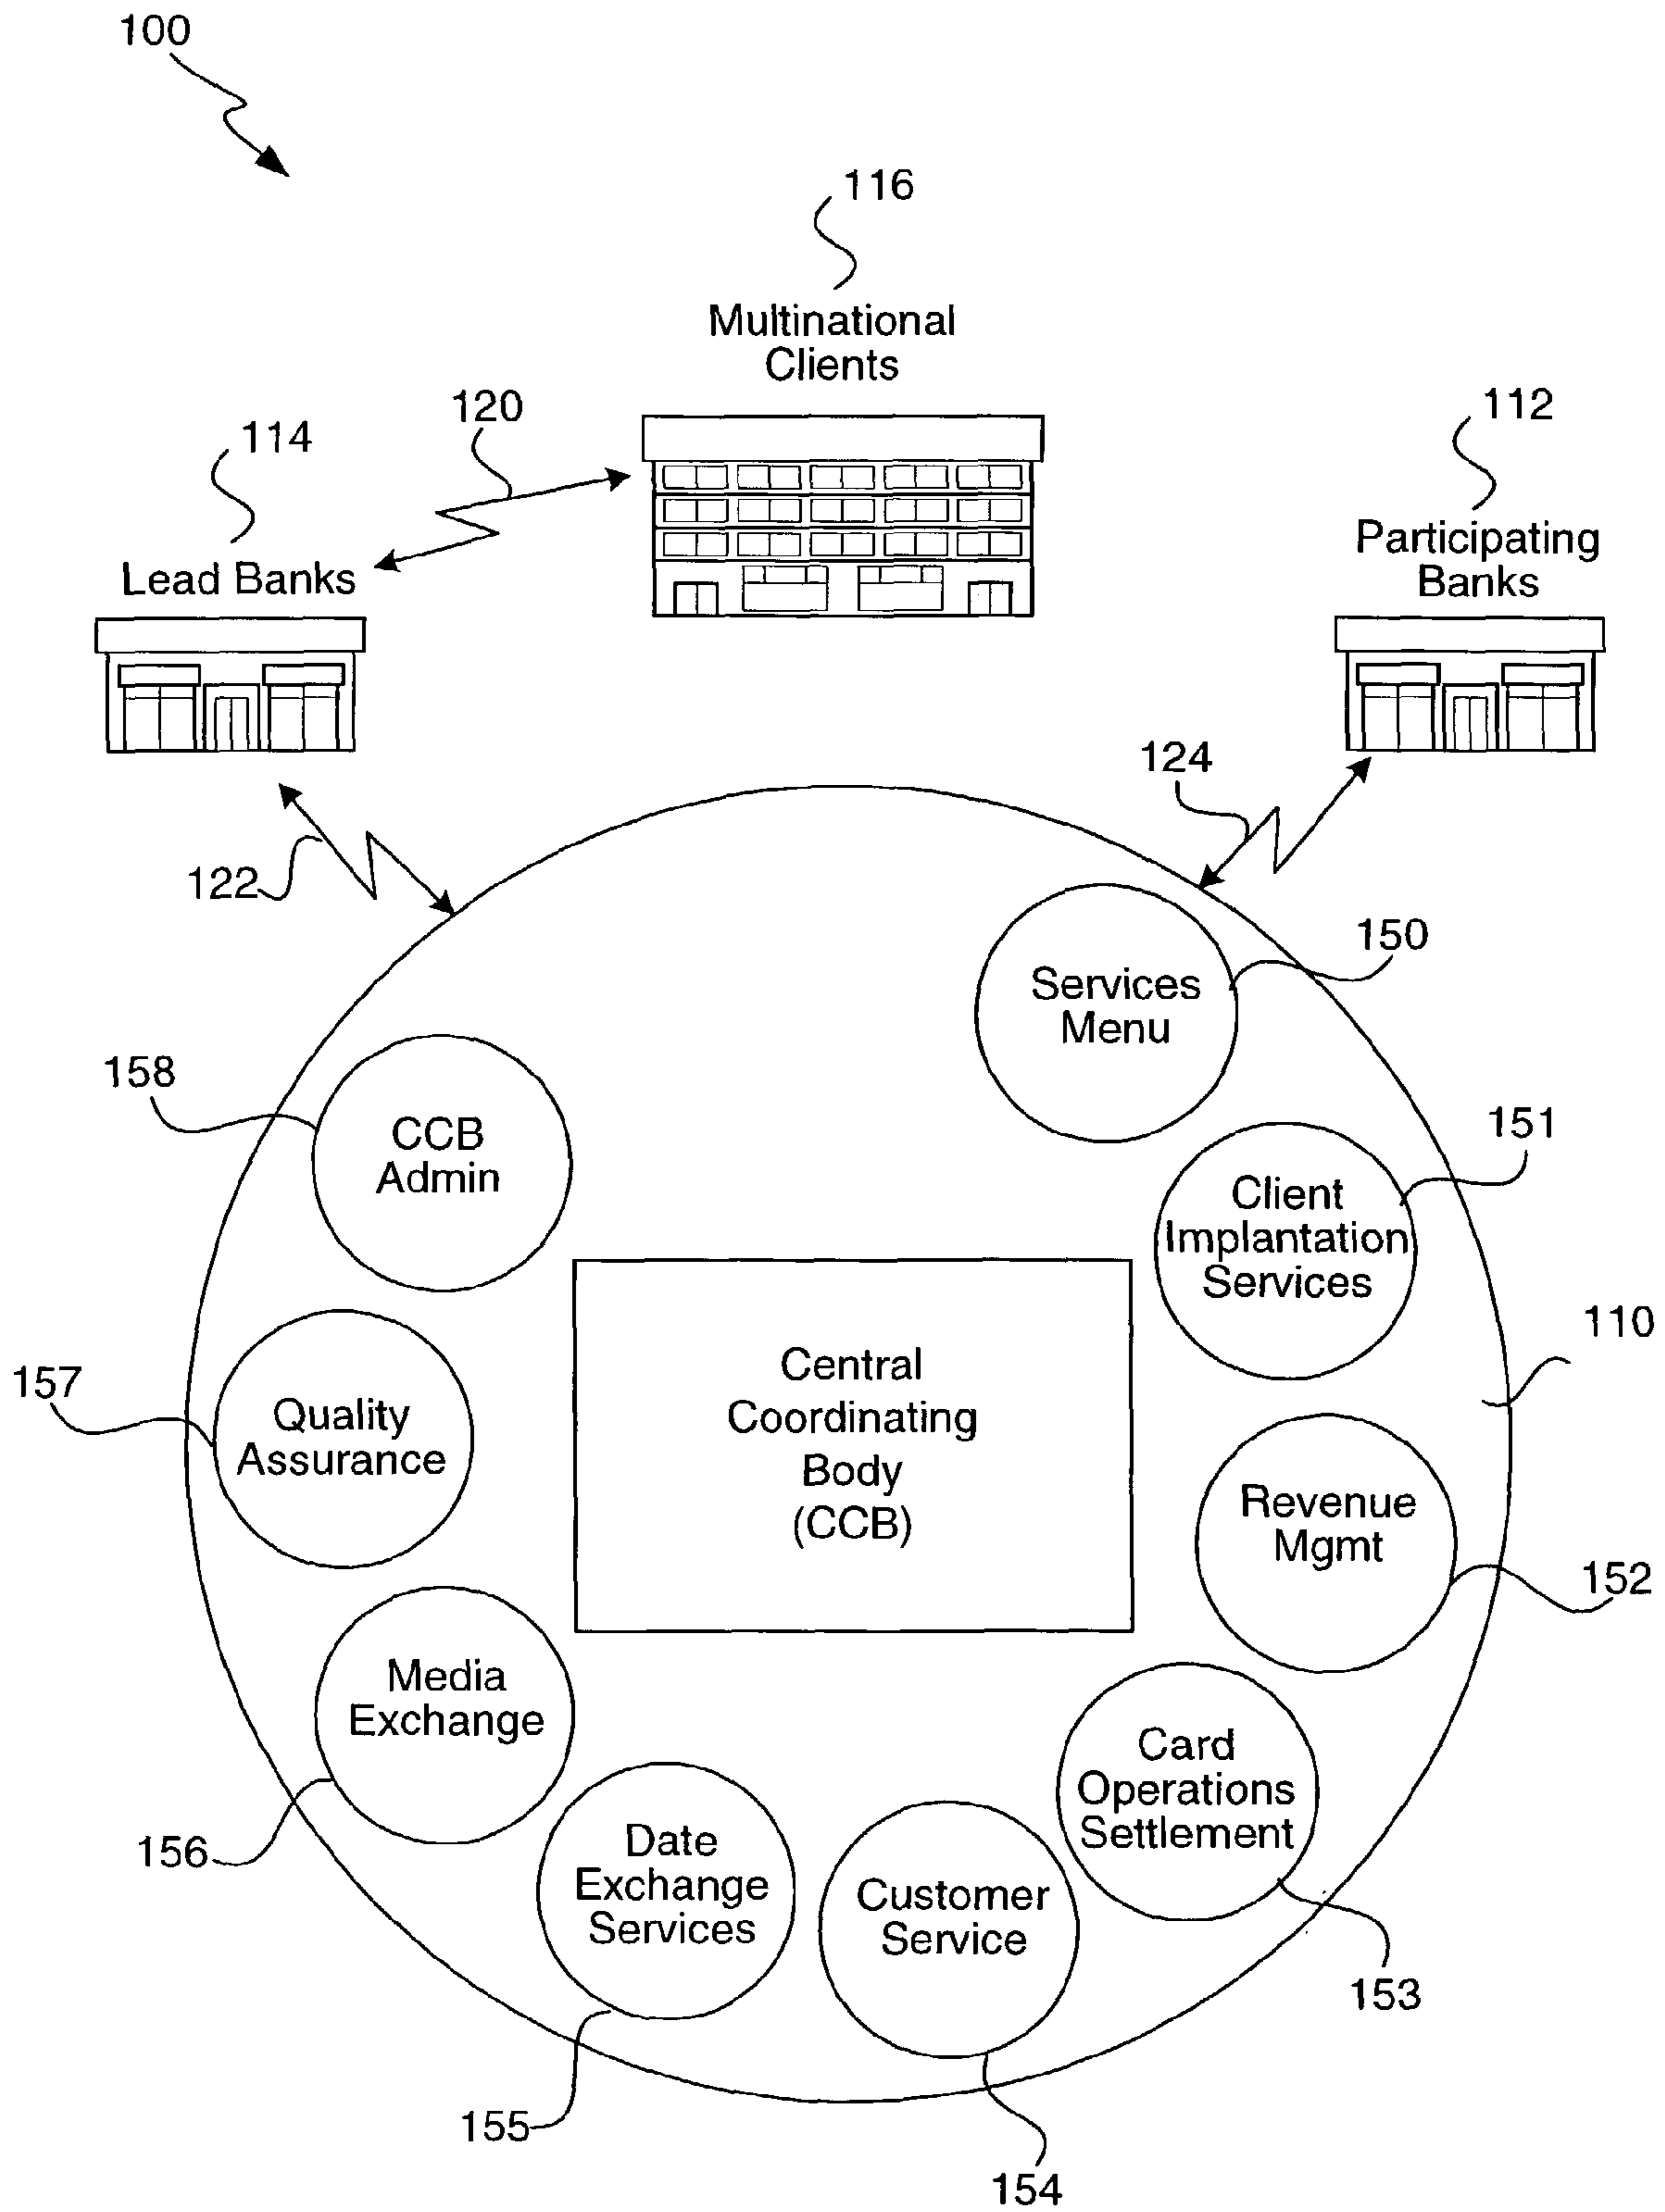 100
116
Multinational
Clients
120
112
114
Participating
Banks
Lead Banks
124
122
150
Services
Menu
158
CCB
Admin
151
Client
Implantation
Services
110
Central
Coordinating
Body
(CCB)
157
Quality
Assurance
Revenue
Mgmt
152
Media
Exchange
Card
Operations
Settlement
156
Date
Exchange
Services
Customer
Service
153
155
154